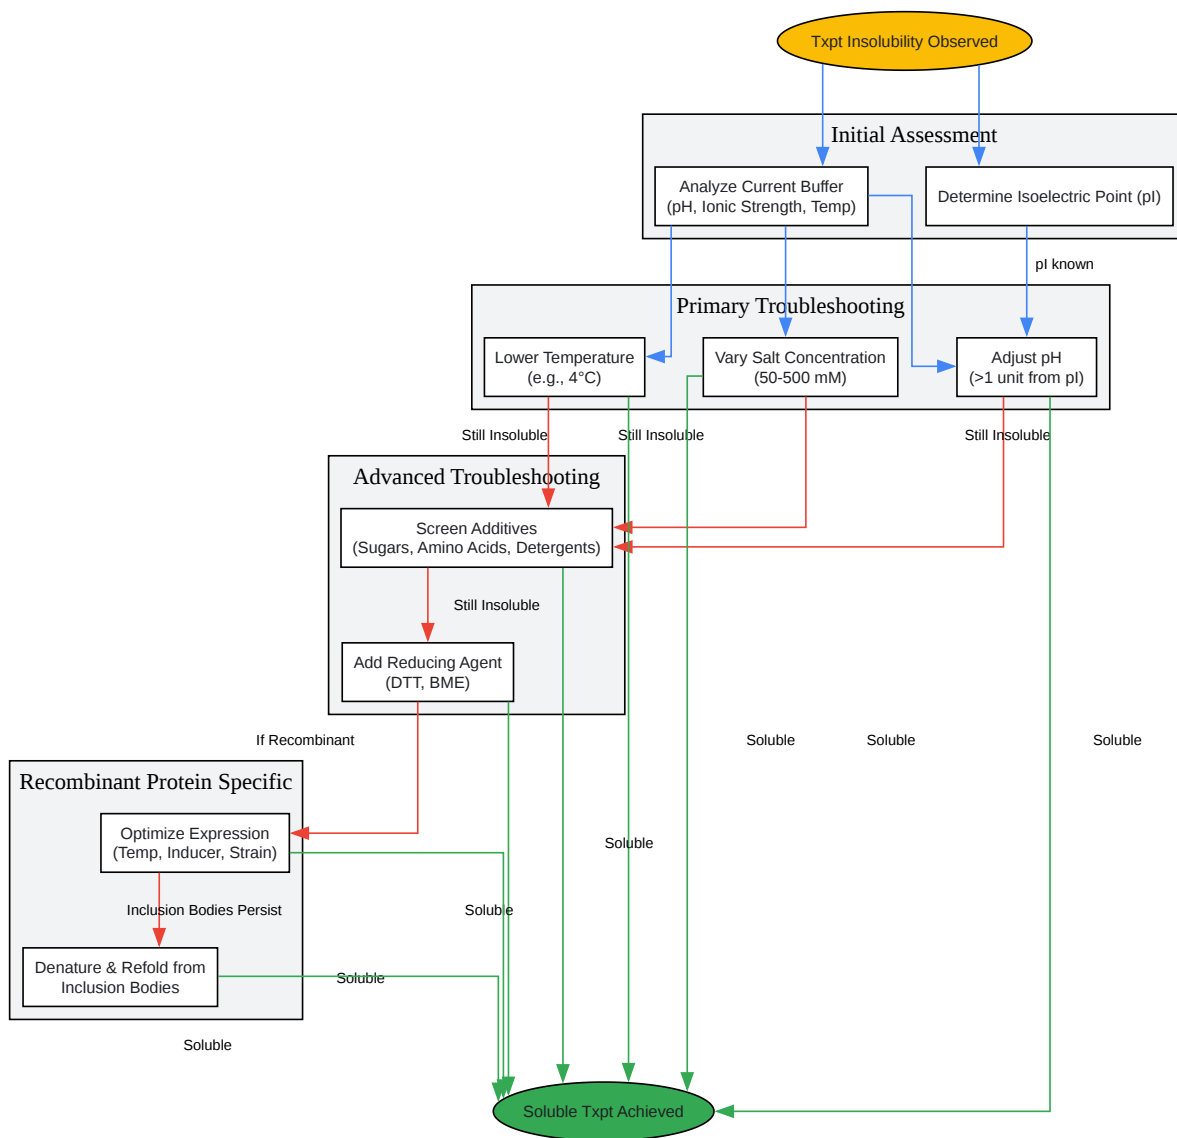 Txpt Insolubility Observed
Initial Assessment
Analyze Current Buffer
(pH, Ionic Strength, Temp)
Determine Isoelectric Point (pI)
pI known
Primary Troubleshooting
Lower Temperature
(e.g., 4°C)
Vary Salt Concentration
(50-500 mM)
Adjust pH
(>1 unit from pI)
Still Insoluble
Still Insoluble
Still Insoluble
Advanced Troubleshooting
Screen Additives
(Sugars, Amino Acids, Detergents)
Still Insoluble
Add Reducing Agent
(DTT, BME)
If Recombinant
Soluble
Soluble
Soluble
Recombinant Protein Specific
Optimize Expression
(Temp, Inducer, Strain)
Soluble
Inclusion Bodies Persist
Soluble
Denature & Refold from
Inclusion Bodies
Soluble
Soluble
Soluble Txpt Achieved